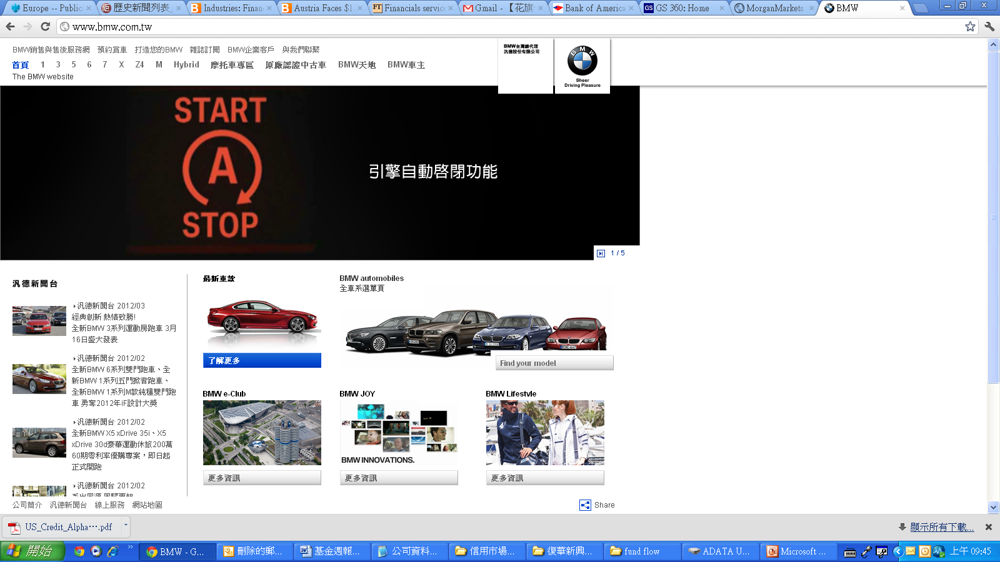 Europe -- Public
歷史新聞列表_
Industries: Finan
Austria Faces $1.
Financials servic
Gmail - 【花旗
Bank of America
GS 360: Home
MorganMarkets
BMW
www.bmw.com.tw
BMW銷售與售後服務網 預約賞車 打造您的BMW 雜誌訂閱 BMW企業客戶 與我們聯繫
首頁 1 3 5 6 7 X Z4 M Hybrid 摩托車專區 原廠認證中古車 BMW天地 BMW車主
The BMW website
BMW台灣總代理
汎德股份有限公司
BMW
Sheer
Driving Pleasure
START
A
STOP
引擎自動啓閉功能
1 / 5
汎德新聞台
汎德新聞台 2012/03
經典創新 熱情致勝!
全新BMW 3系列運動房跑車 3月
16日盛大發表
汎德新聞台 2012/02
全新BMW 6系列雙門跑車、全
新BMW 1系列五門掀背跑車、
全新BMW 1系列M款純種雙門跑
車 勇奪2012年iF設計大獎
汎德新聞台 2012/02
全新BMW X5 xDrive 35i、X5
xDrive 30d豪華運動休旅200萬
60期零利率優購專案，即日起
正式開跑
汎德新聞台 2012/02
最新車款
了解更多
BMW automobiles
全車系選單頁
Find your model
BMW e-Club
更多資訊
BMW JOY
BMW INNOVATIONS.
更多資訊
BMW Lifestyle
更多資訊
公司簡介 汎德新聞台 線上服務 網站地圖
Share
US_Credit_Alpha….pdf
顯示所有下載...
開始
BMW - G...
刪除的郵...
基金週報...
公司資料...
信用市場...
復華新興...
fund flow
ADATA U...
Microsoft ...
上午 09:45